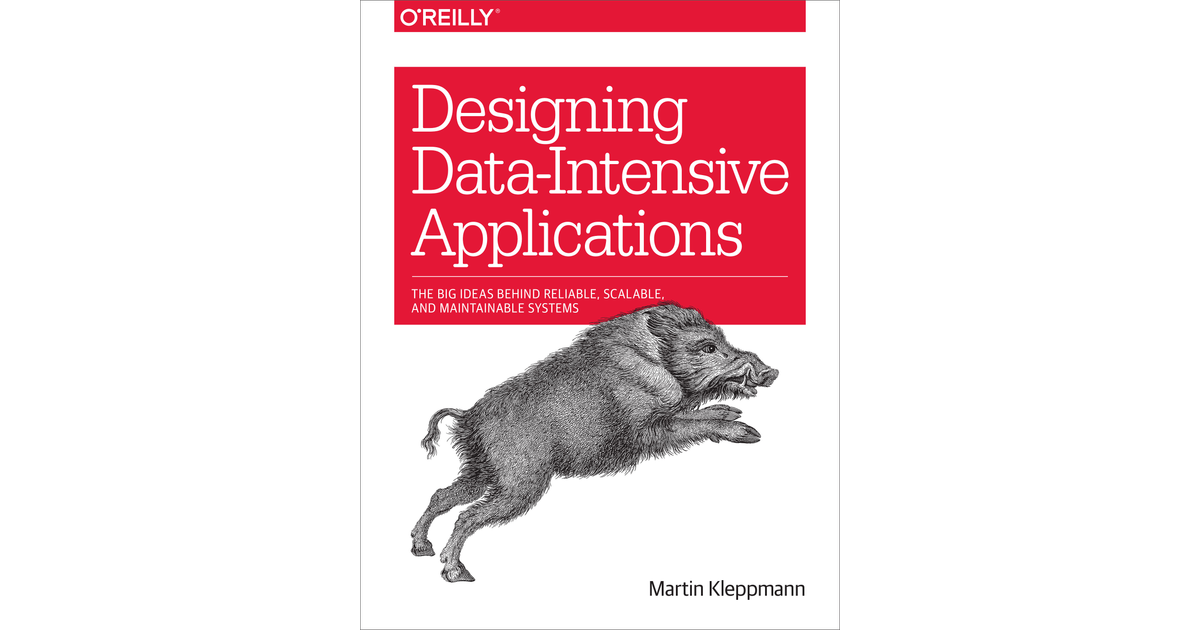 O'REILLY®
Designing
Data-Intensive
Applications
THE BIG IDEAS BEHIND RELIABLE, SCALABLE,
AND MAINTAINABLE SYSTEMS
Martin Kleppmann